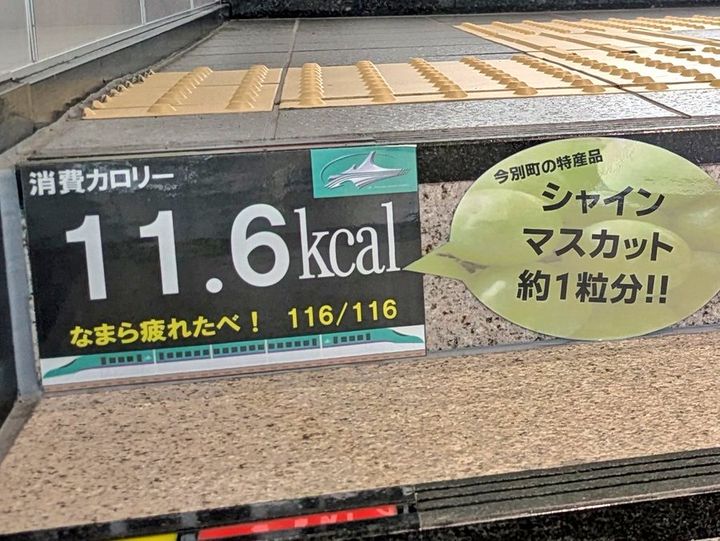 消費カロリー
11.6kcal
なまら疲れたべ！ 116/116
今別町の特産品
シャイン
マスカット
約1粒分!!